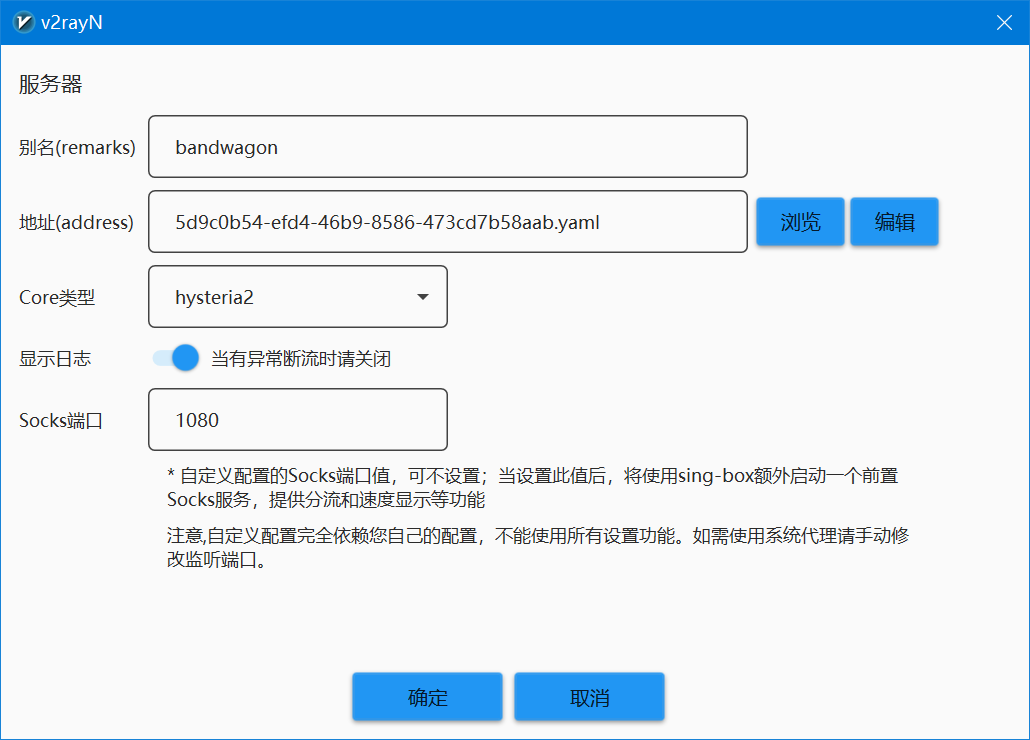 v2rayN
服务器
别名(remarks) bandwagon
地址(address) 5d9c0b54-efd4-46b9-8586-473cd7b58aab.yaml 浏览 编辑
Core类型 hysteria2
显示日志 当有异常断流时请关闭
Socks端口 1080
* 自定义配置的Socks端口值，可不设置；当设置此值后，将使用sing-box额外启动一个前置
Socks服务，提供分流和速度显示等功能
注意,自定义配置完全依赖您自己的配置，不能使用所有设置功能。如需使用系统代理请手动修
改监听端口。
确定 取消